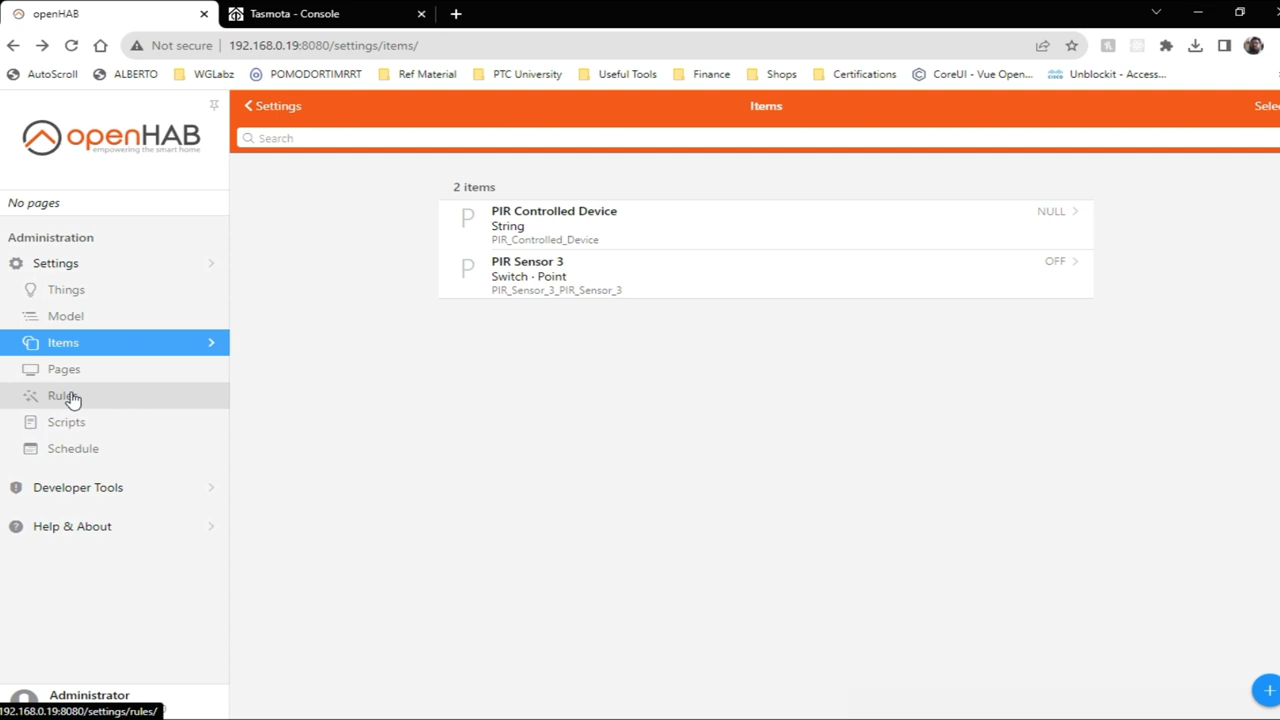 openHAB
Tasmota - Console
Not secure
192.168.0.19:8080/settings/items/
AutoScroll
ALBERTO
WGLabz
POMODORTIMRRT
Ref Material
PTC University
Useful Tools
Finance
Shops
Certifications
CoreUI - Vue Open...
Unblockit - Access...
openHAB
empowering the smart home
No pages
Administration
Settings
Things
Model
Items
Pages
Scripts
Schedule
Developer Tools
Help & About
Administrator
192.168.0.19:8080/settings/rules/
Settings
Items
Search
2 items
P
PIR Controlled Device
NULL
String
PIR_Controlled_Device
P
PIR Sensor 3
OFF
Switch · Point
PIR_Sensor_3_PIR_Sensor_3